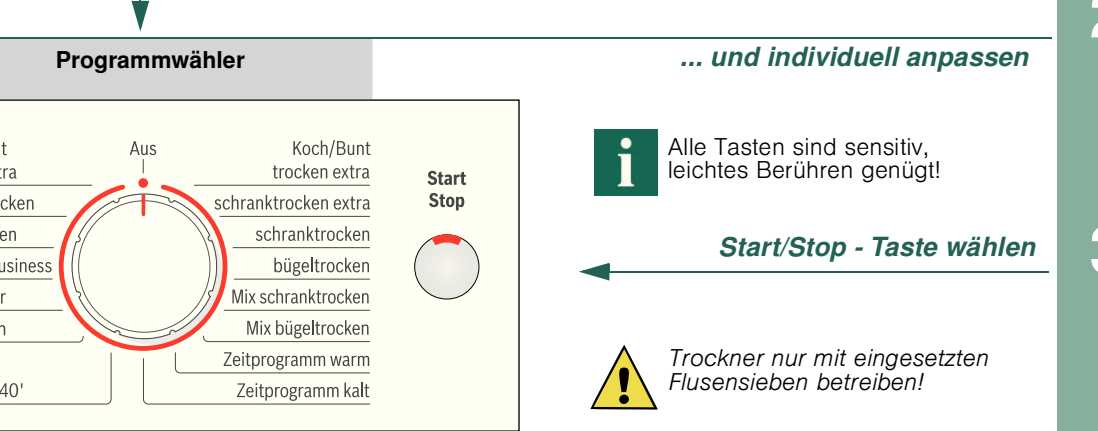 Programmwähler
... und individuell anpassen
Alle Tasten sind sensitiv,
leichtes Berühren genügt!
Aus
Koch/Bunt
trocken extra
schranktrocken extra
schranktrocken
bügeltrocken
Mix schranktrocken
Mix bügeltrocken
Zeitprogramm warm
Zeitprogramm kalt
40'
Start
Stop
Start/Stop - Taste wählen
Trockner nur mit eingesetzten
Flusensieben betreiben!